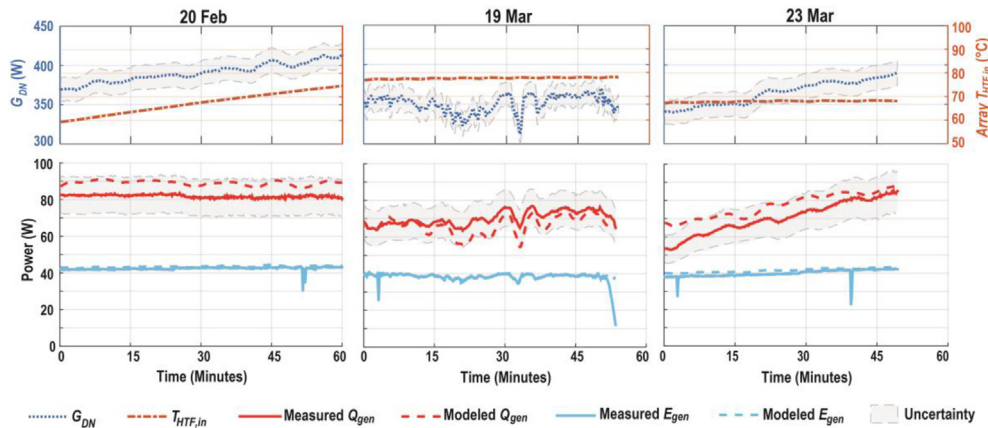 20 Feb
19 Mar
23 Mar
G_DN (W)
450
400
350
300
100
90
80
70
60
50
Array T_HTF,in (°C)
Power (W)
100
80
60
40
20
0
0 15 30 45 60
0 15 30 45 60
0 15 30 45 60
Time (Minutes)
Time (Minutes)
Time (Minutes)
G_DN T_HTF,in Measured Q_gen Modeled Q_gen Measured E_gen Modeled E_gen Uncertainty